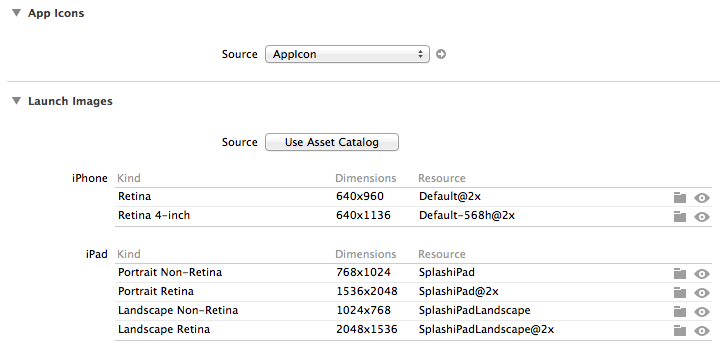 App Icons
Source AppIcon
Launch Images
Source Use Asset Catalog
iPhone Kind Dimensions Resource
Retina 640x960 Default@2x
Retina 4-inch 640x1136 Default-568h@2x
iPad Kind Dimensions Resource
Portrait Non-Retina 768x1024 SplashiPad
Portrait Retina 1536x2048 SplashiPad@2x
Landscape Non-Retina 1024x768 SplashiPadLandscape
Landscape Retina 2048x1536 SplashiPadLandscape@2x